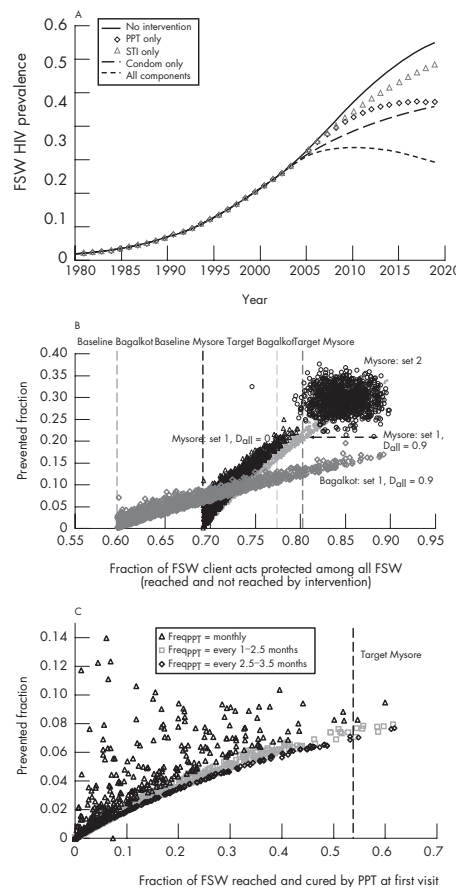 A
0.6
0.5
0.4
0.3
0.2
0.1
0
FSW HIV prevalence
No intervention
PPT only
STI only
Condom only
All components
1980 1985 1990 1995 2000 2005 2010 2015 2020
Year
B
Baseline Bagalkot Baseline Mysore Target Bagalkot Target Mysore
0.40
0.35
0.30
0.25
0.20
0.15
0.10
0.05
0
Prevented fraction
Mysore: set 2
Mysore: set 1, Dall = 0
Mysore: set 1,
Dall = 0.9
Bagalkot: set 1, Dall = 0.9
0.55 0.60 0.65 0.70 0.75 0.80 0.85 0.90 0.95
Fraction of FSW client acts protected among all FSW
(reached and not reached by intervention)
C
0.14
0.12
0.10
0.08
0.06
0.04
0.02
0
Prevented fraction
FreqPPT = monthly
FreqPPT = every 1–2.5 months
FreqPPT = every 2.5–3.5 months
Target Mysore
0 0.1 0.2 0.3 0.4 0.5 0.6 0.7
Fraction of FSW reached and cured by PPT at first visit